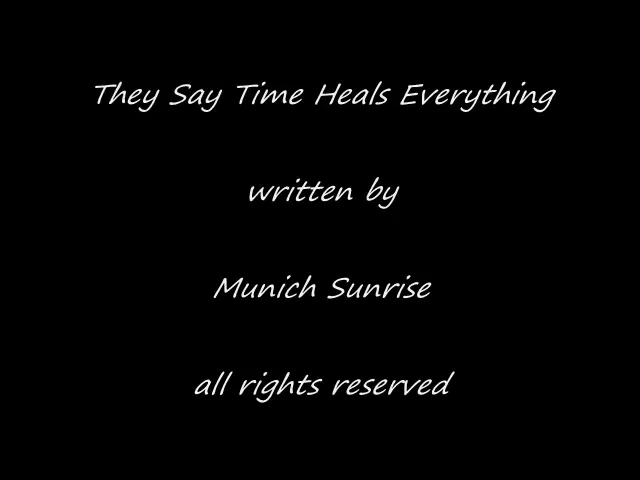 They Say Time Heals Everything
written by
Munich Sunrise
all rights reserved